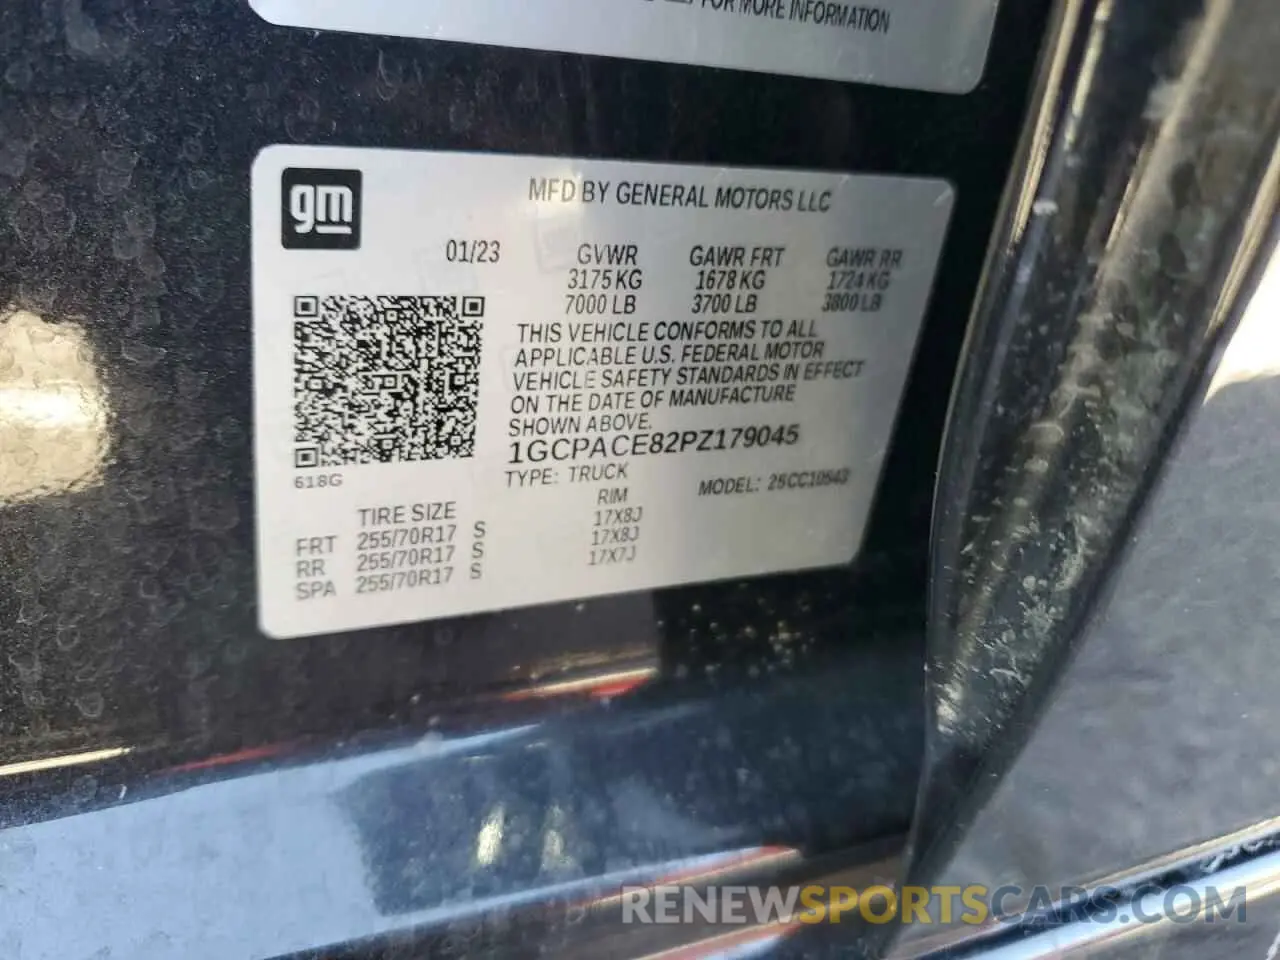 FOR MORE INFORMATION
gm
MFD BY GENERAL MOTORS LLC
01/23 GVWR GAWR FRT GAWR RR
3175 KG 1678 KG 1724 KG
7000 LB 3700 LB 3800 LB
THIS VEHICLE CONFORMS TO ALL
APPLICABLE U.S. FEDERAL MOTOR
VEHICLE SAFETY STANDARDS IN EFFECT
ON THE DATE OF MANUFACTURE
SHOWN ABOVE.
1GCPACE82PZ179045
618G
TYPE: TRUCK MODEL:
TIRE SIZE RIM
FRT 255/70R17 S 17X8J
RR 255/70R17 S 17X8J
SPA 255/70R17 S 17X7J
RENEWSPORTSCARS.COM